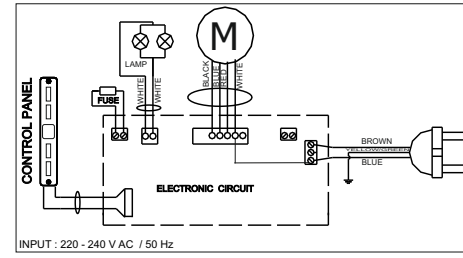 M
LAMP
WHITE
WHITE
BLACK
BLUE
RED
WHITE
FUSE
CONTROL PANEL
BROWN
YELLOW/GREEN
BLUE
ELECTRONIC CIRCUIT
INPUT : 220 - 240 V AC / 50 Hz